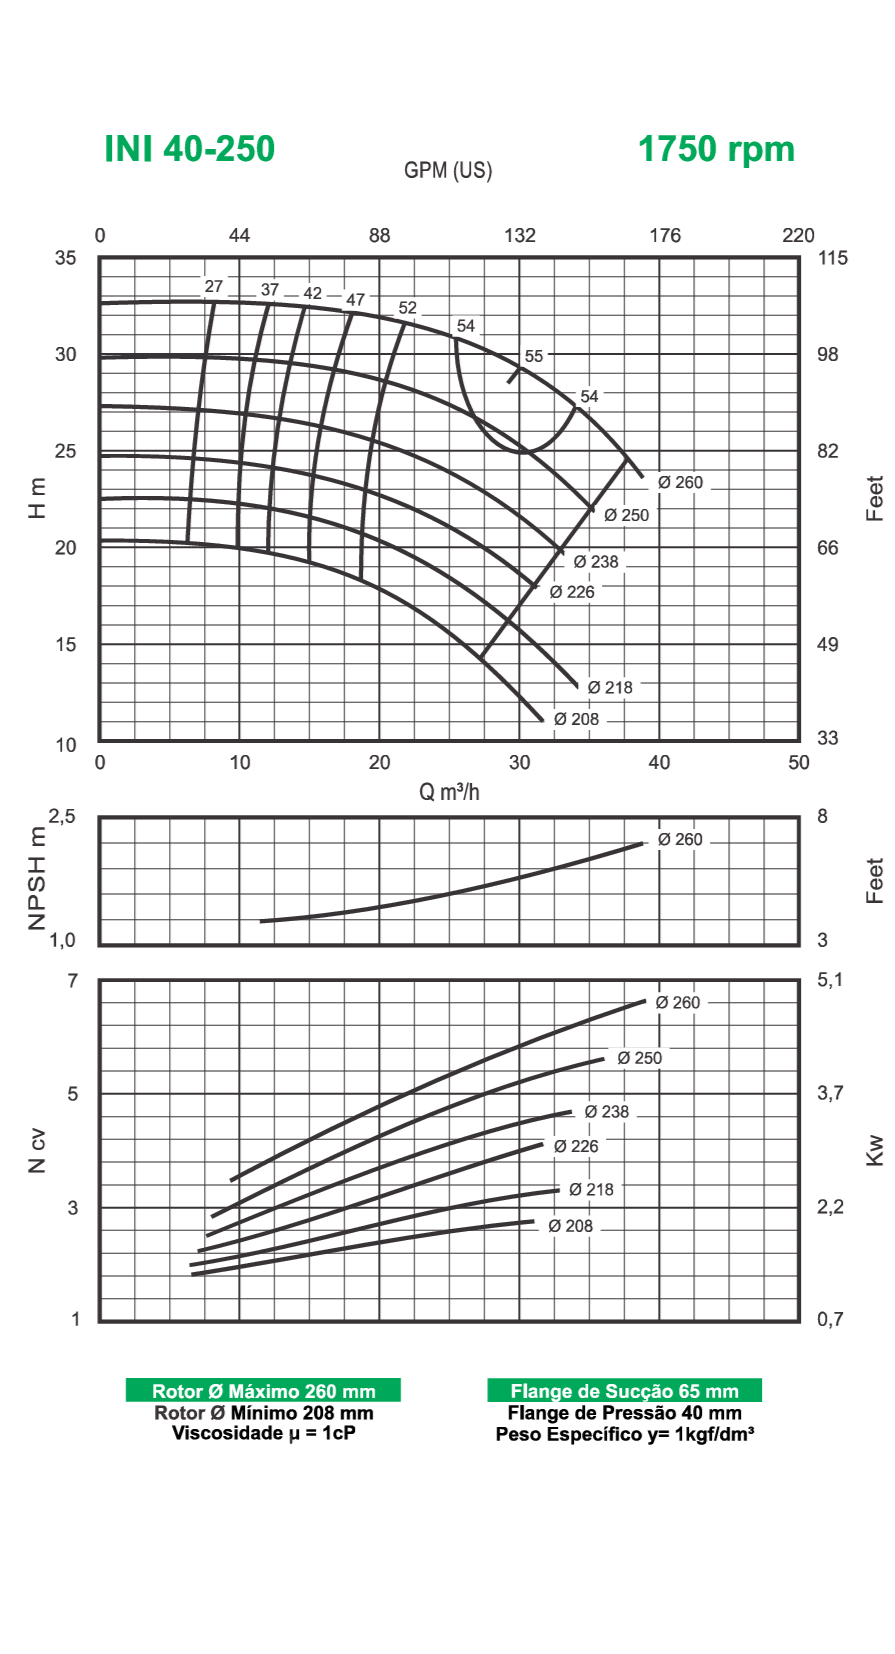 INI 40-250
1750 rpm
GPM (US)
0 44 88 132 176 220
35 115
27 37 42 47 52 54 55 54
30 98
25 82
H m
Feet
Ø 260
Ø 250
20 66
Ø 238
Ø 226
15 49
Ø 218
Ø 208
10 33
0 10 20 30 40 50
Q m³/h
2,5 8
NPSH m
Feet
Ø 260
1,0 3
7 5,1
Ø 260
Ø 250
5 3,7
Ø 238
N cv
Kw
Ø 226
Ø 218
3 2,2
Ø 208
1 0,7
Rotor Ø Máximo 260 mm
Rotor Ø Mínimo 208 mm
Viscosidade µ = 1cP
Flange de Sucção 65 mm
Flange de Pressão 40 mm
Peso Específico y= 1kgf/dm³